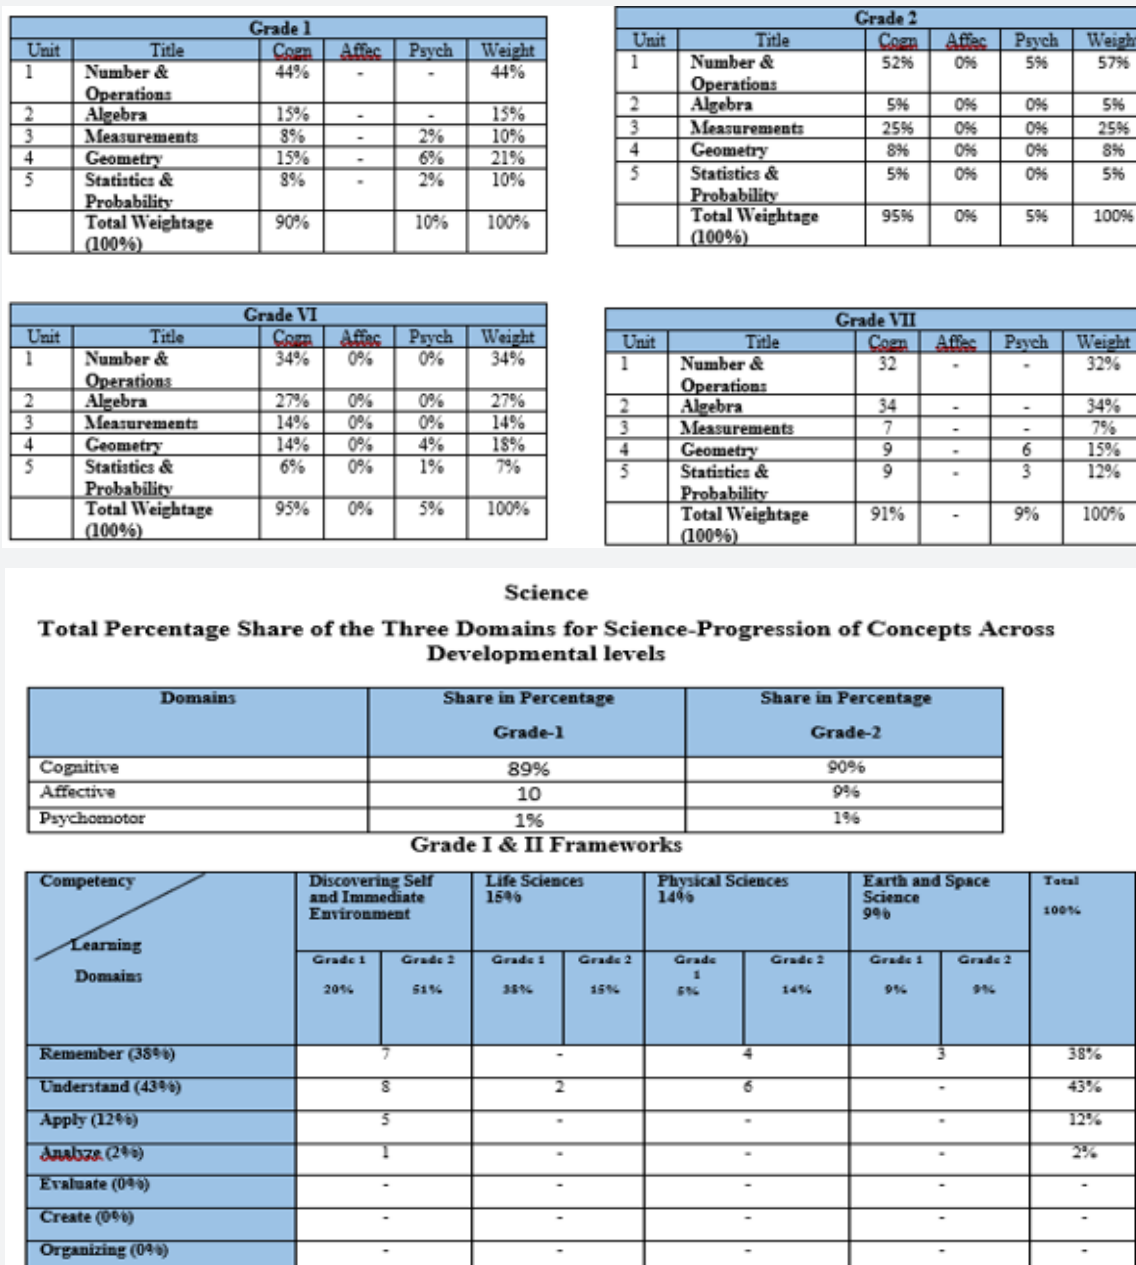 Grade 1
Unit Title Cogn Affec Psych Weight
1 Number & 44% - - 44%
Operations
2 Algebra 15% - - 15%
3 Measurements 8% - 2% 10%
4 Geometry 15% - 6% 21%
5 Statistics & 8% - 2% 10%
Probability
Total Weightage 90% 10% 100%
(100%)
Grade 2
Unit Title Cogn Affec Psych Weigh
1 Number & 52% 0% 5% 57%
Operations
2 Algebra 5% 0% 0% 5%
3 Measurements 25% 0% 0% 25%
4 Geometry 8% 0% 0% 8%
5 Statistics & 5% 0% 0% 5%
Probability
Total Weightage 95% 0% 5% 100%
(100%)
Grade VI
Unit Title Cogn Affec Psych Weight
1 Number & 34% 0% 0% 34%
Operations
2 Algebra 27% 0% 0% 27%
3 Measurements 14% 0% 0% 14%
4 Geometry 14% 0% 4% 18%
5 Statistics & 6% 0% 1% 7%
Probability
Total Weightage 95% 0% 5% 100%
(100%)
Grade VII
Unit Title Cogn Affec Psych Weight
1 Number & 32 - - 32%
Operations
2 Algebra 34 - - 34%
3 Measurements 7 - - 7%
4 Geometry 9 - 6 15%
5 Statistics & 9 - 3 12%
Probability
Total Weightage 91% - 9% 100%
(100%)
Science
Total Percentage Share of the Three Domains for Science-Progression of Concepts Across
Developmental levels
Domains Share in Percentage Share in Percentage
Grade-1 Grade-2
Cognitive 89% 90%
Affective 10 9%
Psychomotor 1% 1%
Grade I & II Frameworks
Competency Discovering Self Life Sciences Physical Sciences Earth and Space Total
and Immediate 15% 14% Science 100%
Environment 9%
Learning
Domains
Grade 1 Grade 2 Grade 1 Grade 2 Grade 1 Grade 2 Grade 1 Grade 2
20% 51% 38% 15% 5% 14% 9% 9%
Remember (38%) 7 - 4 3 38%
Understand (43%) 8 2 6 - 43%
Apply (12%) 5 - - - 12%
Analyze (2%) 1 - - - 2%
Evaluate (0%) - - - - -
Create (0%) - - - - -
Organizing (0%) - - - - -